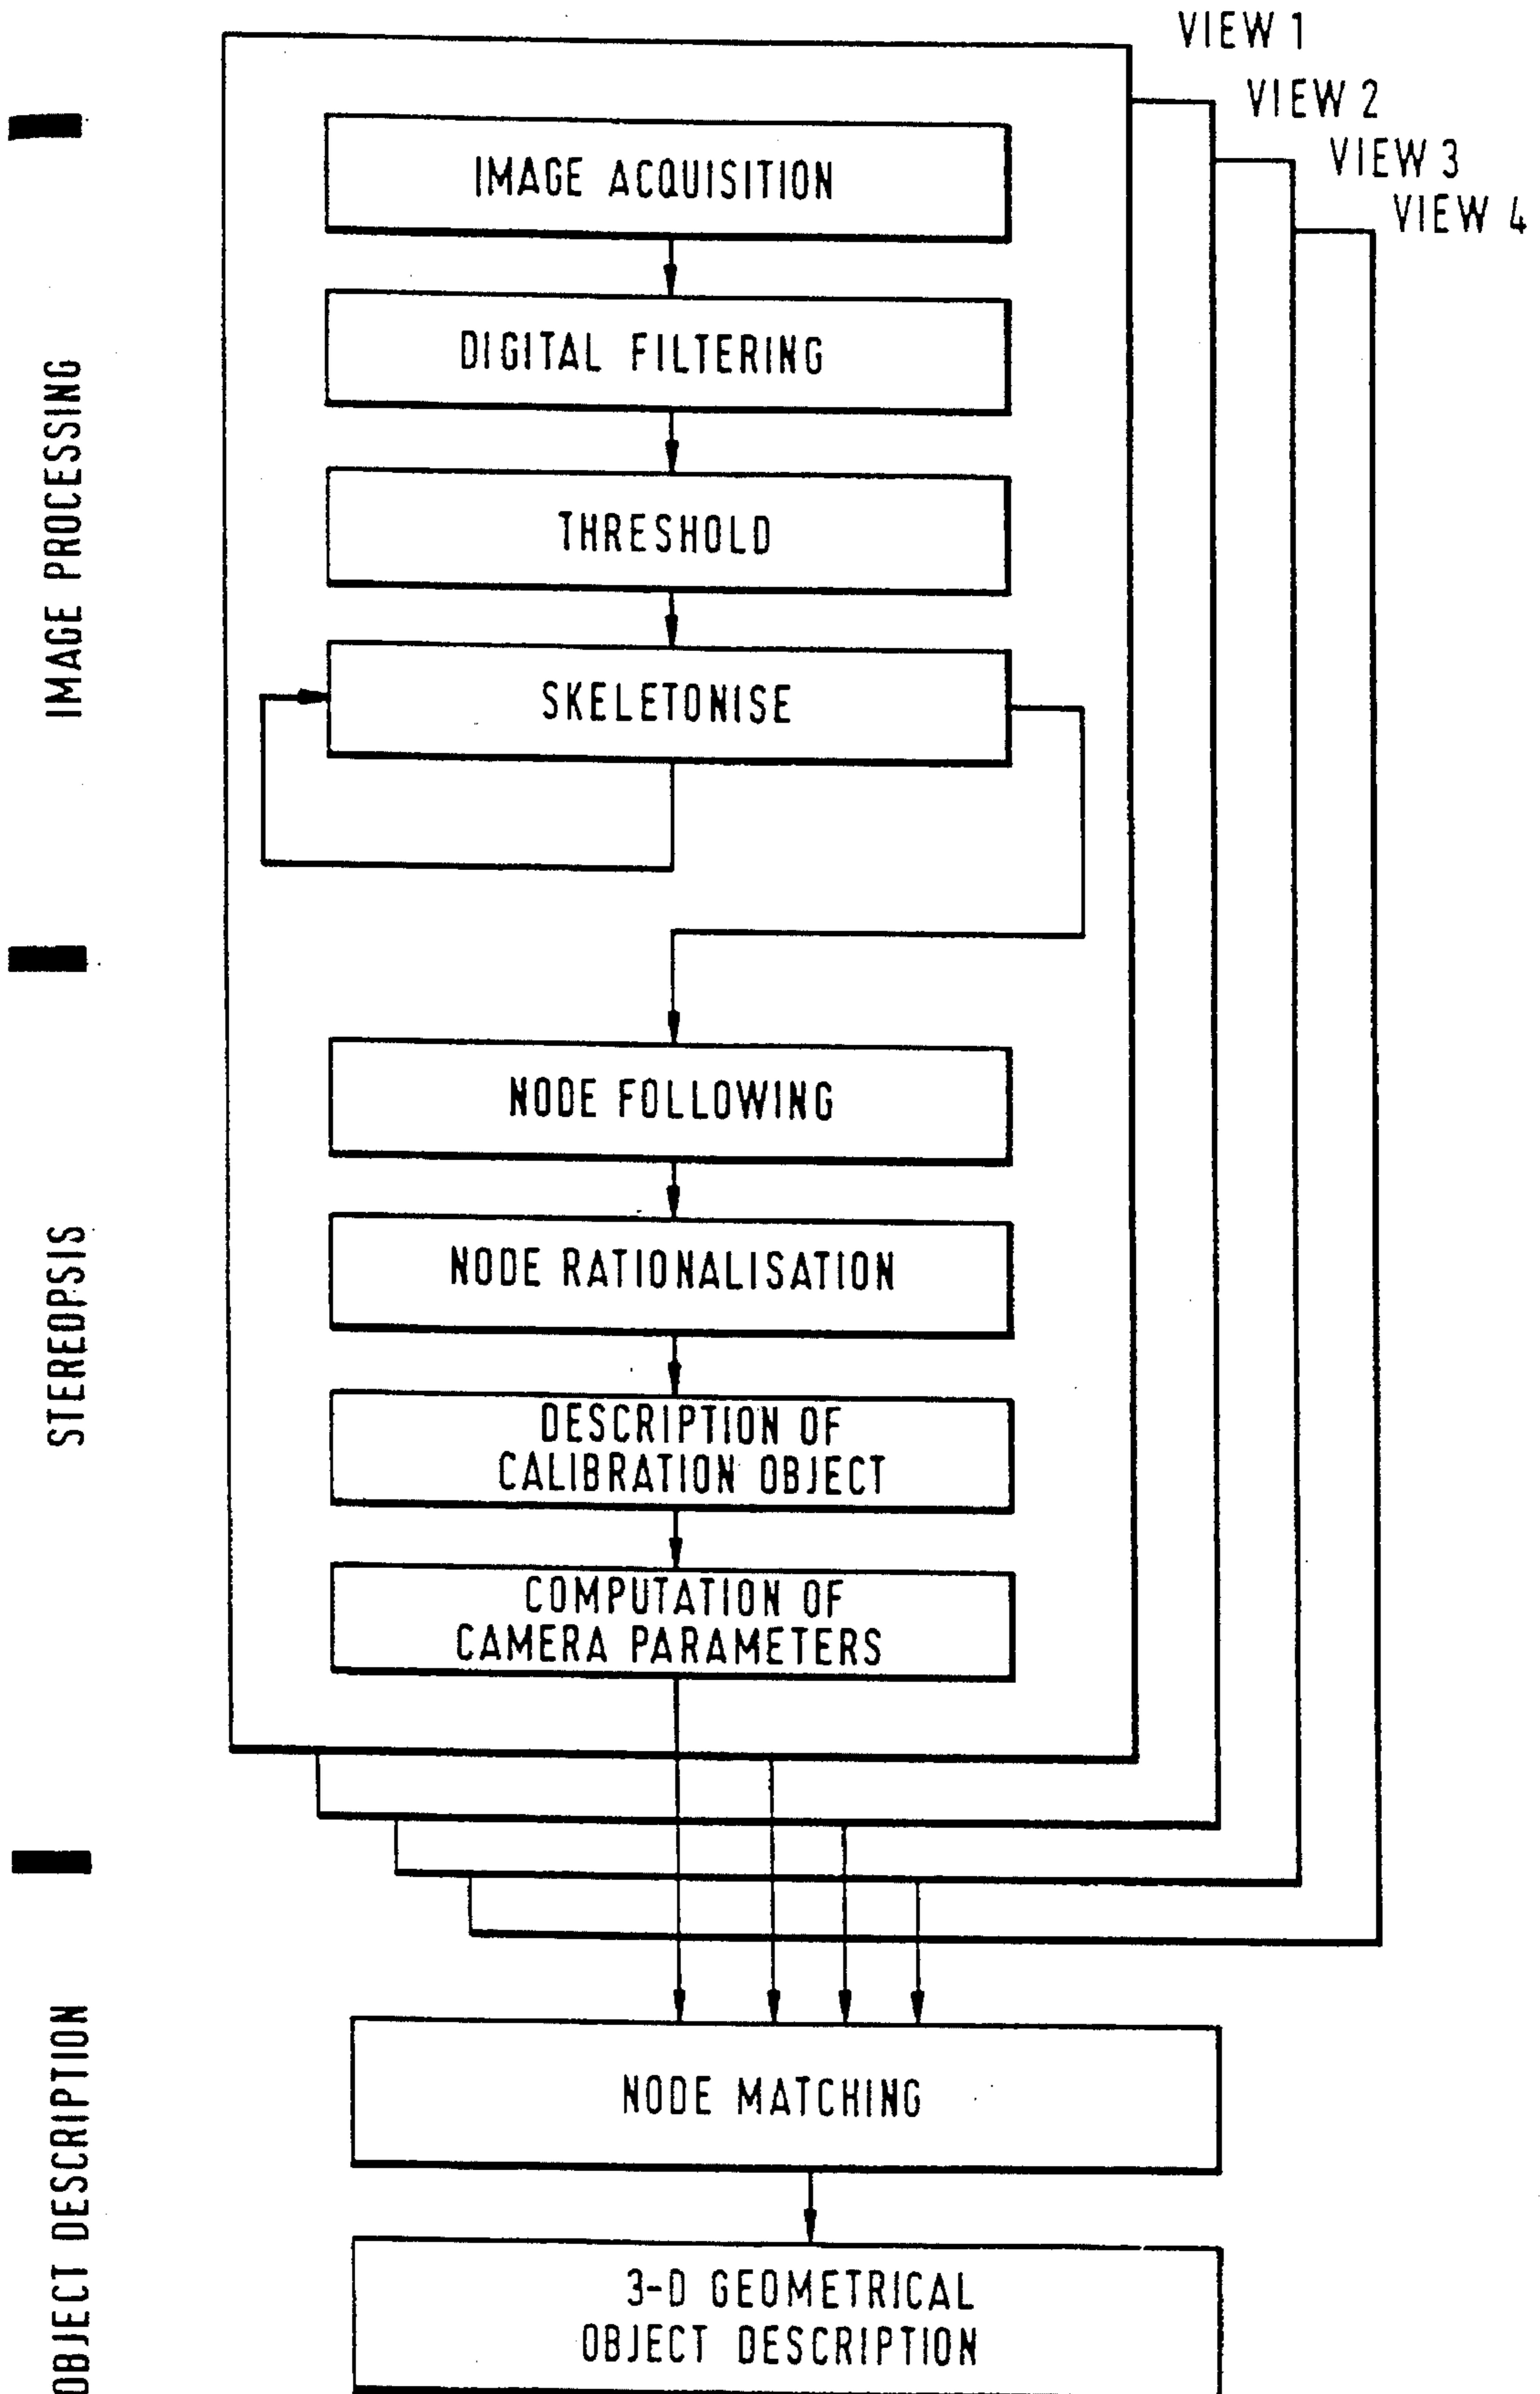 VIEW 1
VIEW 2
VIEW 3
VIEW 4
IMAGE PROCESSING
IMAGE ACQUISITION
DIGITAL FILTERING
THRESHOLD
SKELETONISE
STEREOPSIS
NODE FOLLOWING
NODE RATIONALISATION
DESCRIPTION OF
CALIBRATION OBJECT
COMPUTATION OF
CAMERA PARAMETERS
OBJECT DESCRIPTION
NODE MATCHING
3-D GEOMETRICAL
OBJECT DESCRIPTION